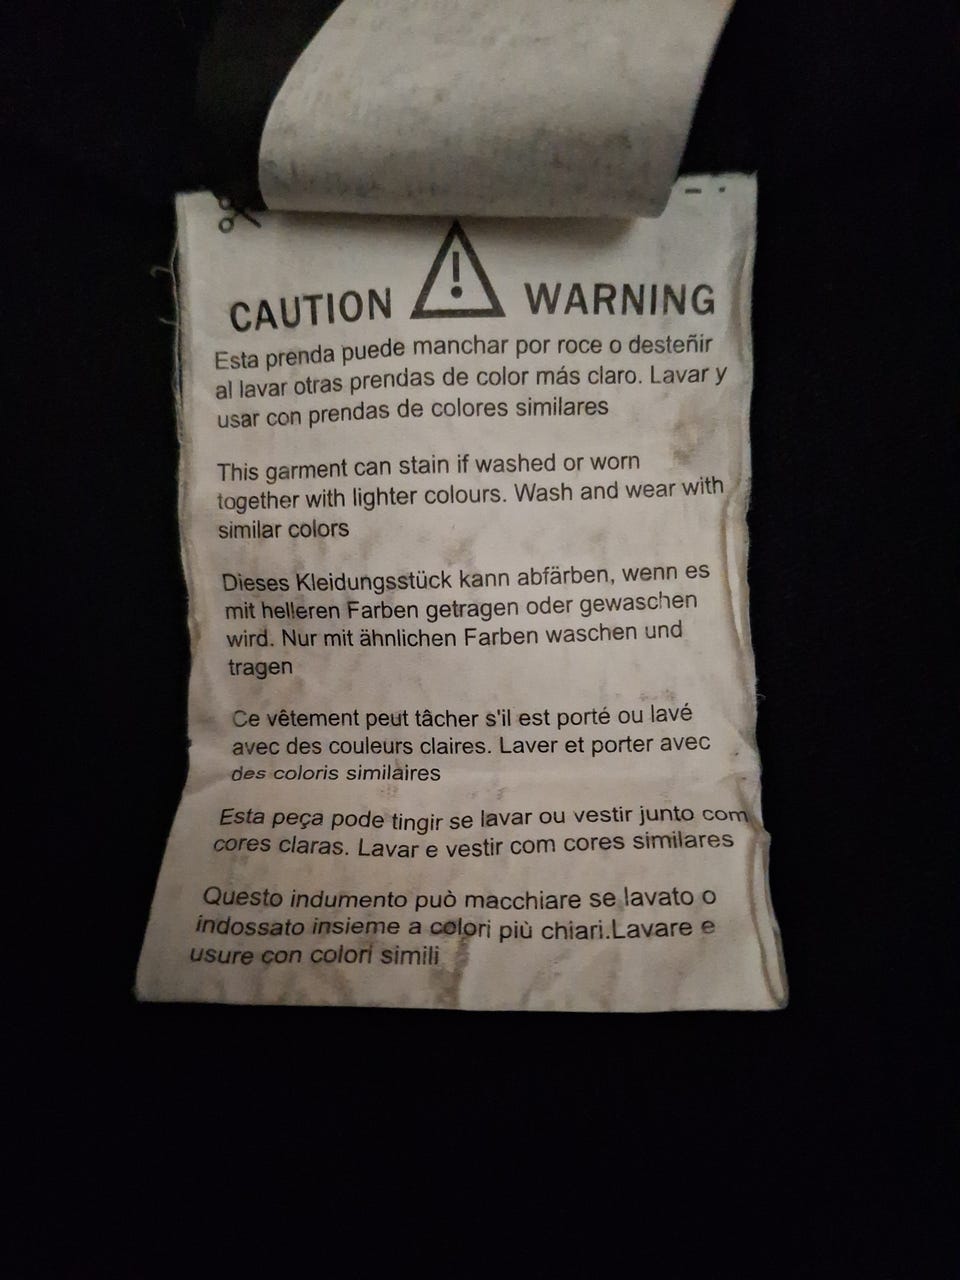 CAUTION ! WARNING
Esta prenda puede manchar por roce o desteñir
al lavar otras prendas de color más claro. Lavar y
usar con prendas de colores similares
This garment can stain if washed or worn
together with lighter colours. Wash and wear with
similar colors
Dieses Kleidungsstück kann abfärben, wenn es
mit helleren Farben getragen oder gewaschen
wird. Nur mit ähnlichen Farben waschen und
tragen
Ce vêtement peut tâcher s'il est porté ou lavé
avec des couleurs claires. Laver et porter avec
des coloris similaires
Esta peça pode tingir se lavar ou vestir junto com
cores claras. Lavar e vestir com cores similares
Questo indumento può macchiare se lavato o
indossato insieme a colori più chiari.Lavare e
usure con colori simili